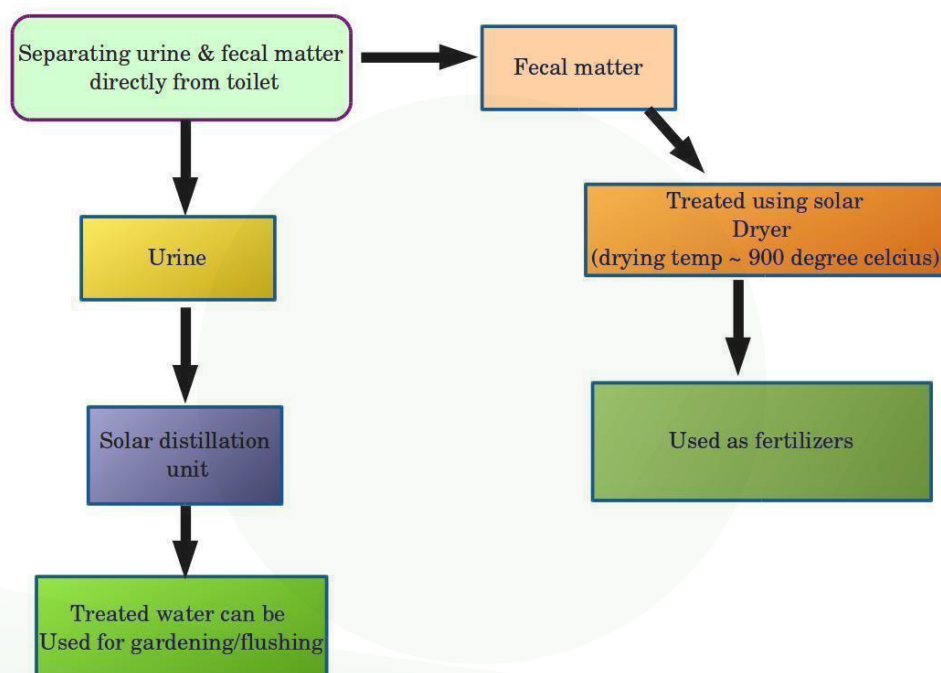 Separating urine & fecal matter
directly from toilet
Fecal matter
Urine
Treated using solar
Dryer
(drying temp ~ 900 degree celcius)
Solar distillation
unit
Used as fertilizers
Treated water can be
Used for gardening/flushing